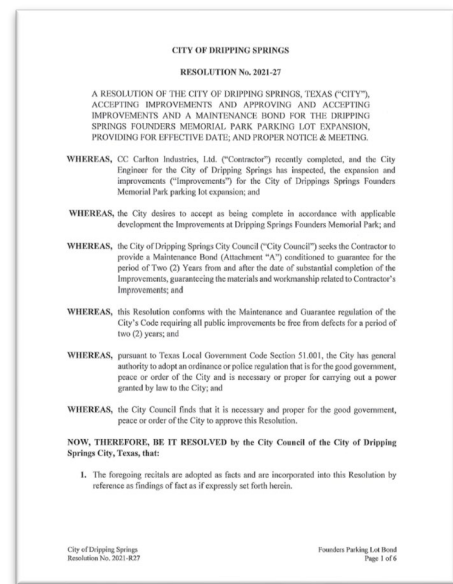 CITY OF DRIPPING SPRINGS
RESOLUTION No. 2021-27
A RESOLUTION OF THE CITY OF DRIPPING SPRINGS, TEXAS ("CITY"),
ACCEPTING IMPROVEMENTS AND APPROVING AND ACCEPTING
IMPROVEMENTS AND A MAINTENANCE BOND FOR THE DRIPPING
SPRINGS FOUNDERS MEMORIAL PARK PARKING LOT EXPANSION,
PROVIDING FOR EFFECTIVE DATE; AND PROPER NOTICE & MEETING.
WHEREAS, CC Carlton Industries, Ltd. ("Contractor") recently completed, and the City
Engineer for the City of Dripping Springs has inspected, the expansion and
improvements ("Improvements") for the City of Drippings Springs Founders
Memorial Park parking lot expansion; and
WHEREAS, the City desires to accept as being complete in accordance with applicable
development the Improvements at Dripping Springs Founders Memorial Park; and
WHEREAS, the City of Dripping Springs City Council ("City Council") seeks the Contractor to
provide a Maintenance Bond (Attachment "A") conditioned to guarantee for the
period of Two (2) Years from and after the date of substantial completion of the
Improvements, guaranteeing the materials and workmanship related to Contractor's
Improvements; and
WHEREAS, this Resolution conforms with the Maintenance and Guarantee regulation of the
City's Code requiring all public improvements be free from defects for a period of
two (2) years; and
WHEREAS, pursuant to Texas Local Government Code Section 51.001, the City has general
authority to adopt an ordinance or police regulation that is for the good government,
peace or order of the City and is necessary or proper for carrying out a power
granted by law to the City; and
WHEREAS, the City Council finds that it is necessary and proper for the good government,
peace or order of the City to approve this Resolution.
NOW, THEREFORE, BE IT RESOLVED by the City Council of the City of Dripping
Springs City, Texas, that:
1. The foregoing recitals are adopted as facts and are incorporated into this Resolution by
reference as findings of fact as if expressly set forth herein.
City of Dripping Springs
Resolution No. 2021-R27
Founders Parking Lot Bond
Page 1 of 6